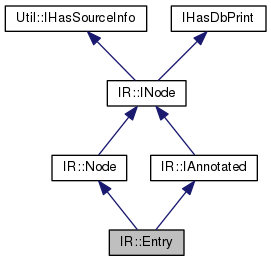 Util::IHasSourceInfo
IHasDbPrint
IR::INode
IR::Node
IR::IAnnotated
IR::Entry